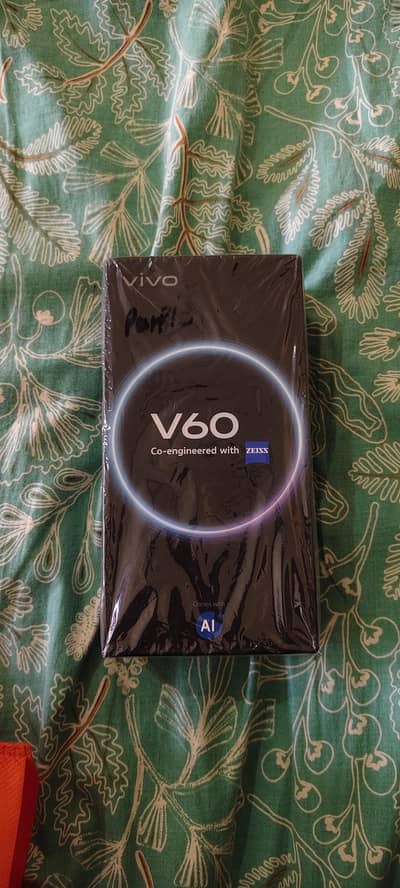 vivo
V60
Co-engineered with ZEISS
AI